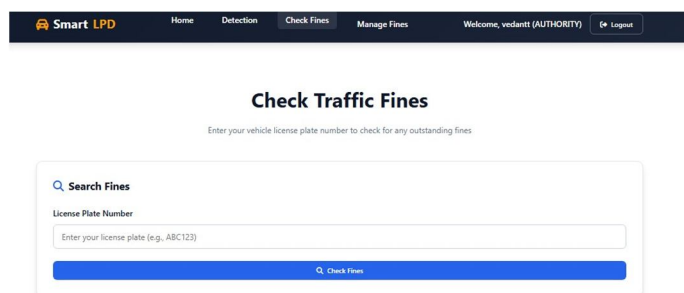 Smart LPD Home Detection Check Fines Manage Fines Welcome, vedantt (AUTHORITY) Logout
Check Traffic Fines
Enter your vehicle license plate number to check for any outstanding fines
Search Fines
License Plate Number
Enter your license plate (e.g., ABC123)
Check Fines